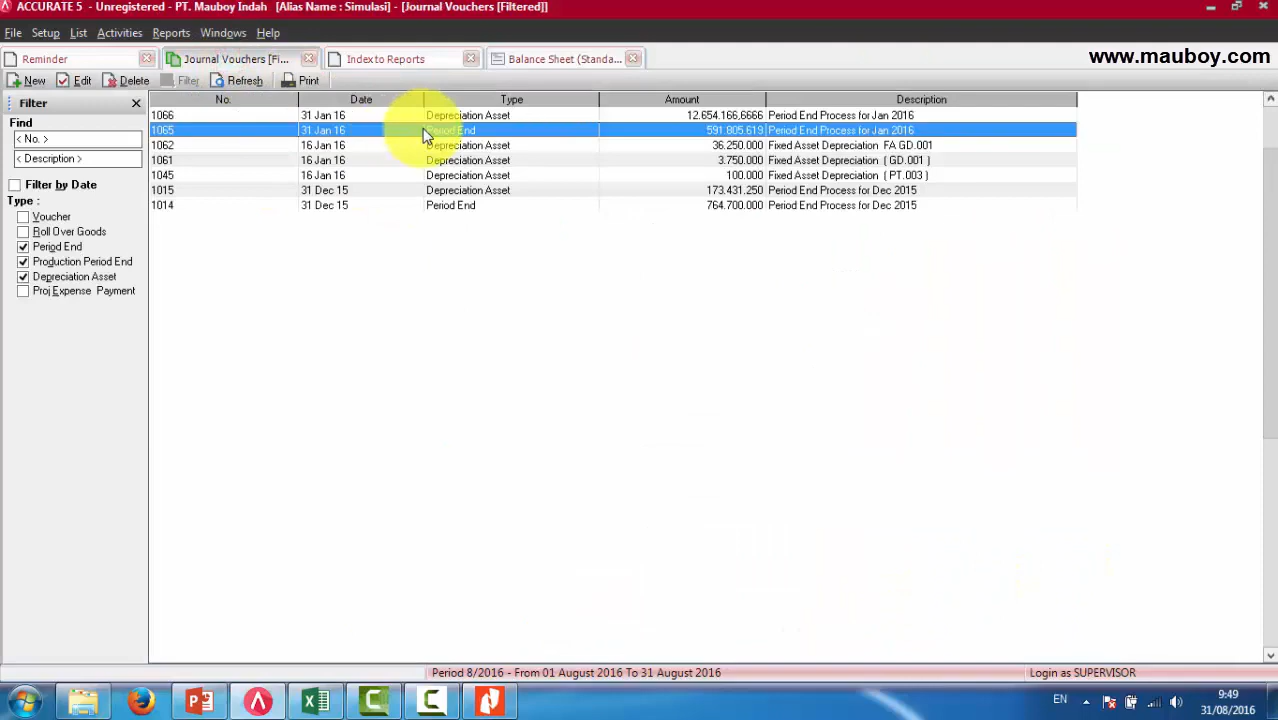 ACCURATE 5 - Unregistered - PT. Mauboy Indah [Alias Name : Simulasi] - [Journal Vouchers [Filtered]]
File Setup List Activities Reports Windows Help
Reminder Journal Vouchers [Fi... Index to Reports Balance Sheet (Standa... www.mauboy.com
New Edit Delete Filter Refresh Print
Filter No. Date Type Amount Description
1066 31 Jan 16 Depreciation Asset 12.654.166,6666 Period End Process for Jan 2016
Find 1065 31 Jan 16 Period End 591.805.619 Period End Process for Jan 2016
< No. > 1062 16 Jan 16 Depreciation Asset 36.250.000 Fixed Asset Depreciation FA GD.001
< Description > 1061 16 Jan 16 Depreciation Asset 3.750.000 Fixed Asset Depreciation ( GD.001 )
1045 16 Jan 16 Depreciation Asset 100.000 Fixed Asset Depreciation ( PT.003 )
Filter by Date 1015 31 Dec 15 Depreciation Asset 173.431.250 Period End Process for Dec 2015
Type : 1014 31 Dec 15 Period End 764.700.000 Period End Process for Dec 2015
Voucher
Roll Over Goods
Period End
Production Period End
Depreciation Asset
Proj Expense Payment
Period 8/2016 - From 01 August 2016 To 31 August 2016 Login as SUPERVISOR
EN 9:49
31/08/2016